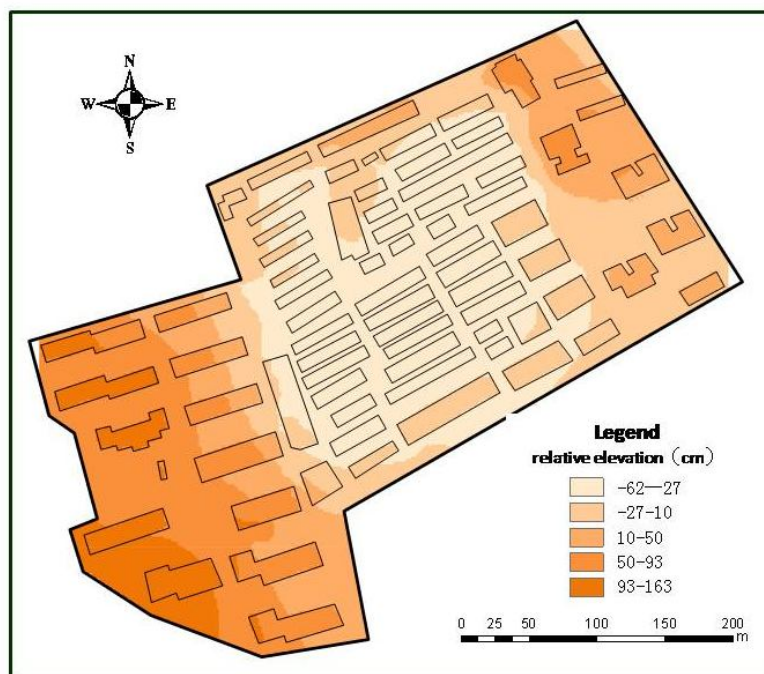 N
W E
S
Legend
relative elevation（cm）
-62—27
-27-10
10-50
50-93
93-163
0 25 50 100 150 200
m